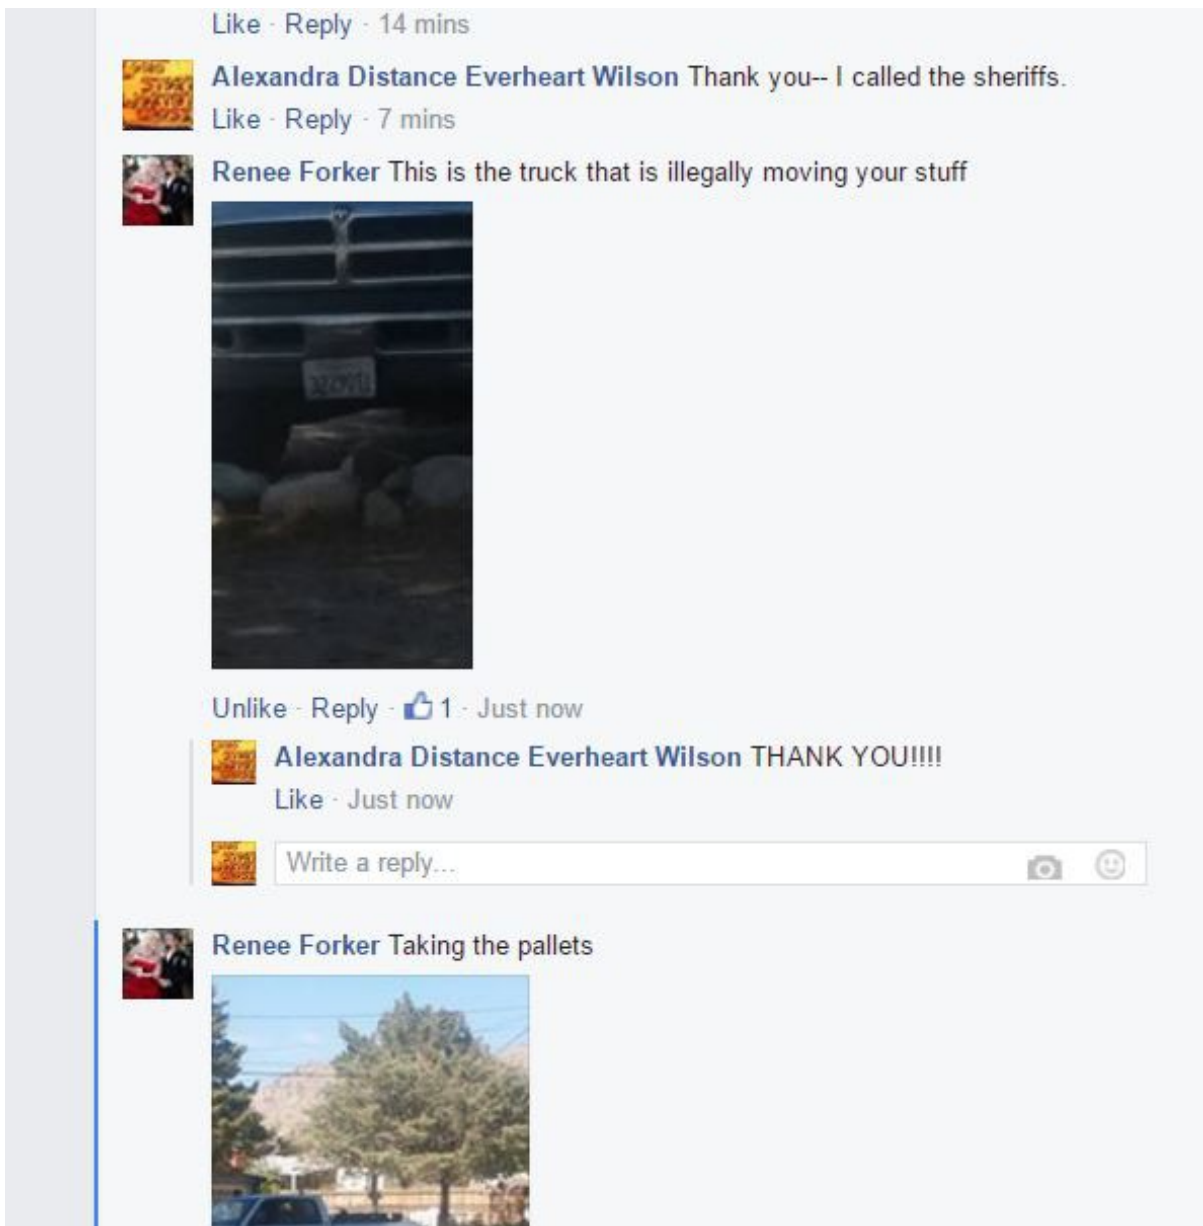 Like · Reply · 14 mins
Alexandra Distance Everheart Wilson Thank you-- I called the sheriffs.
Like · Reply · 7 mins
Renee Forker This is the truck that is illegally moving your stuff
Unlike · Reply · 1 · Just now
Alexandra Distance Everheart Wilson THANK YOU!!!!
Like · Just now
Write a reply...
Renee Forker Taking the pallets